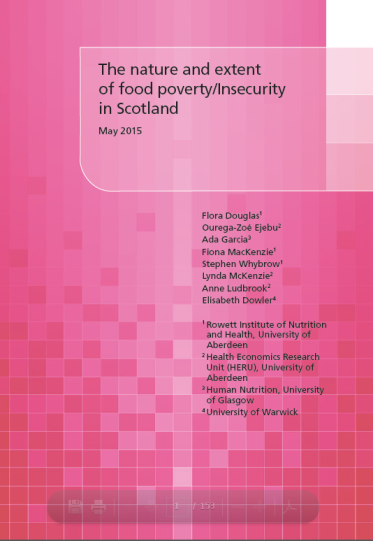 The nature and extent
of food poverty/Insecurity
in Scotland
May 2015
Flora Douglas¹
Ourega-Zoé Ejebu²
Ada Garcia³
Fiona MacKenzie¹
Stephen Whybrow¹
Lynda McKenzie²
Anne Ludbrook²
Elisabeth Dowler⁴
¹ Rowett Institute of Nutrition
and Health, University of
Aberdeen
² Health Economics Research
Unit (HERU), University of
Aberdeen
³ Human Nutrition, University
of Glasgow
⁴ University of Warwick
1 / 153